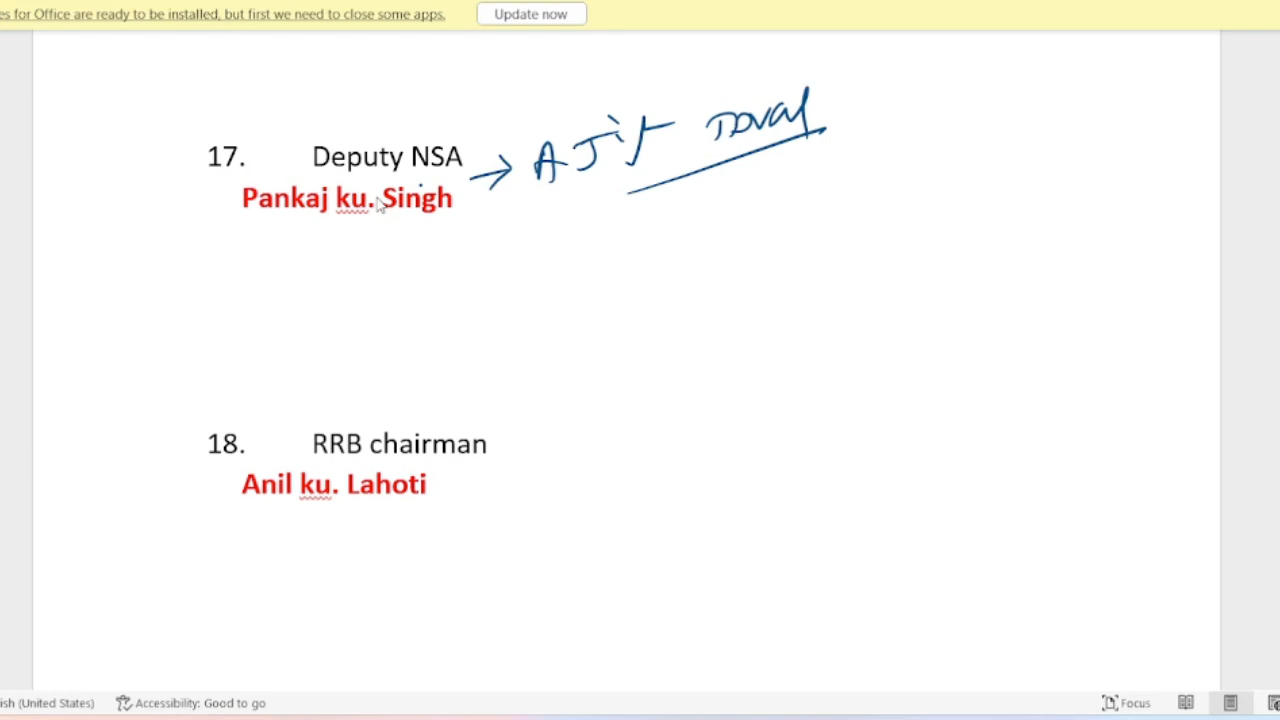 es for Office are ready to be installed, but first we need to close some apps. Update now
17. Deputy NSA → AJit Doval
Pankaj ku. Singh
18. RRB chairman
Anil ku. Lahoti
ish (United States) Accessibility: Good to go Focus